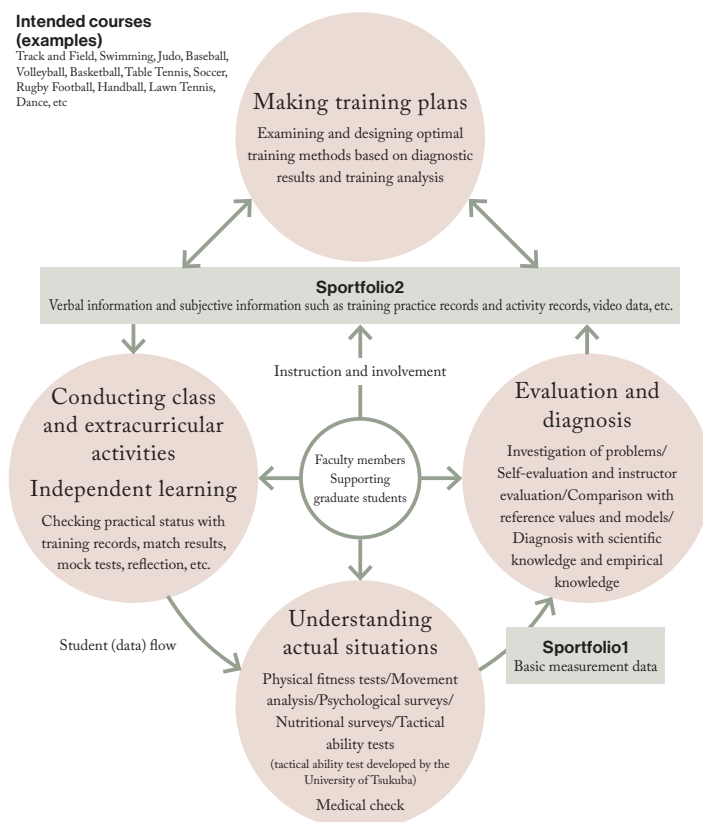 Intended courses
(examples)
Track and Field, Swimming, Judo, Baseball,
Volleyball, Basketball, Table Tennis, Soccer,
Rugby Football, Handball, Lawn Tennis,
Dance, etc
Making training plans
Examining and designing optimal
training methods based on diagnostic
results and training analysis
Sportfolio2
Verbal information and subjective information such as training practice records and activity records, video data, etc.
Instruction and involvement
Conducting class
and extracurricular
activities
Independent learning
Checking practical status with
training records, match results,
mock tests, reflection, etc.
Faculty members
Supporting
graduate students
Evaluation and
diagnosis
Investigation of problems/
Self-evaluation and instructor
evaluation/Comparison with
reference values and models/
Diagnosis with scientific
knowledge and empirical
knowledge
Student (data) flow
Understanding
actual situations
Physical fitness tests/Movement
analysis/Psychological surveys/
Nutritional surveys/Tactical
ability tests
(tactical ability test developed by the
University of Tsukuba)
Medical check
Sportfolio1
Basic measurement data